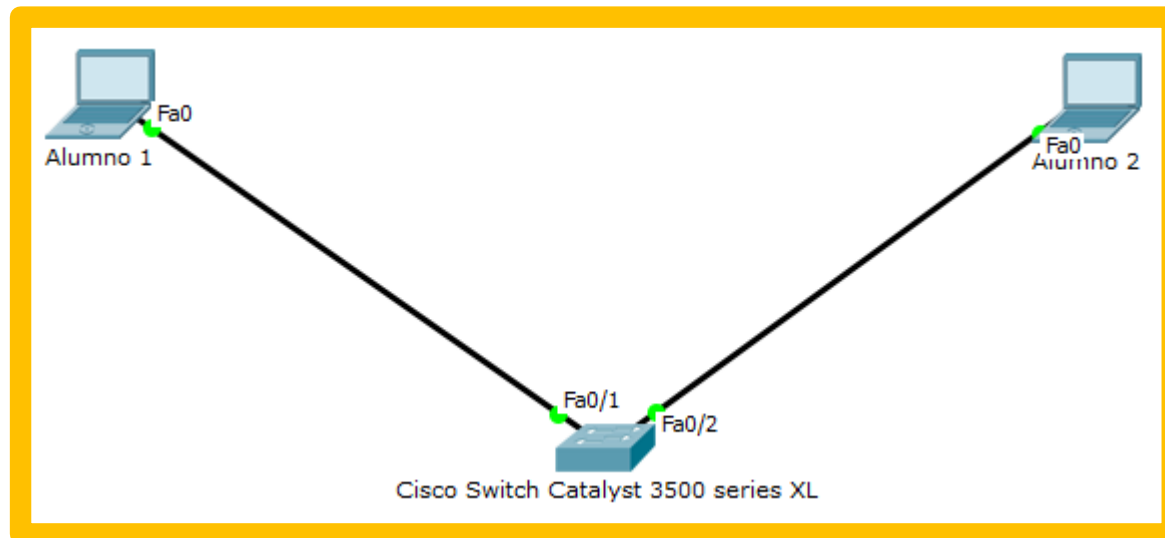 Fa0
Alumno 1
Fa0
Alumno 2
Fa0/1
Fa0/2
Cisco Switch Catalyst 3500 series XL